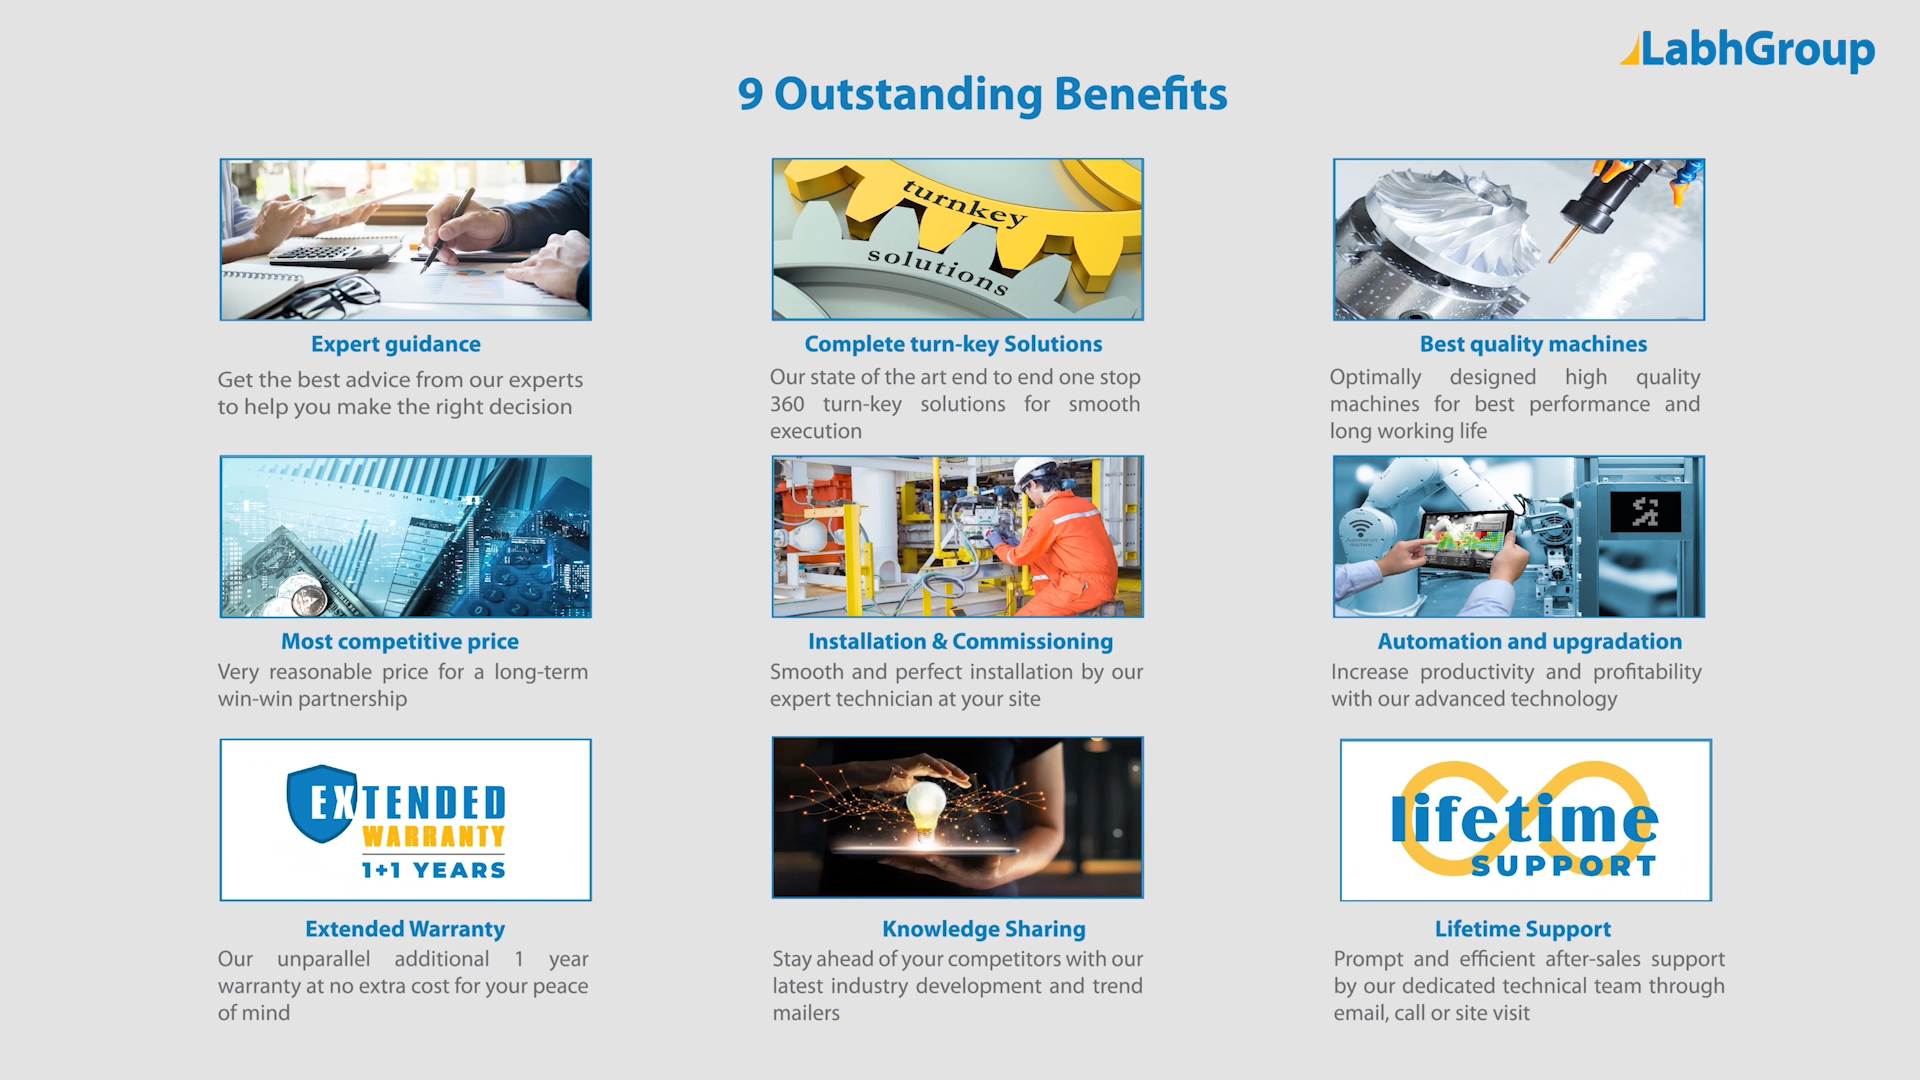 LabhGroup
9 Outstanding Benefits
turnkey
solutions
Expert guidance
Get the best advice from our experts
to help you make the right decision
Complete turn-key Solutions
Our state of the art end to end one stop
360 turn-key solutions for smooth
execution
Best quality machines
Optimally designed high quality
machines for best performance and
long working life
Most competitive price
Very reasonable price for a long-term
win-win partnership
Installation & Commissioning
Smooth and perfect installation by our
expert technician at your site
Automation and upgradation
Increase productivity and profitability
with our advanced technology
EXTENDED
WARRANTY
1+1 YEARS
Extended Warranty
Our unparallel additional 1 year
warranty at no extra cost for your peace
of mind
Knowledge Sharing
Stay ahead of your competitors with our
latest industry development and trend
mailers
lifetime
SUPPORT
Lifetime Support
Prompt and efficient after-sales support
by our dedicated technical team through
email, call or site visit